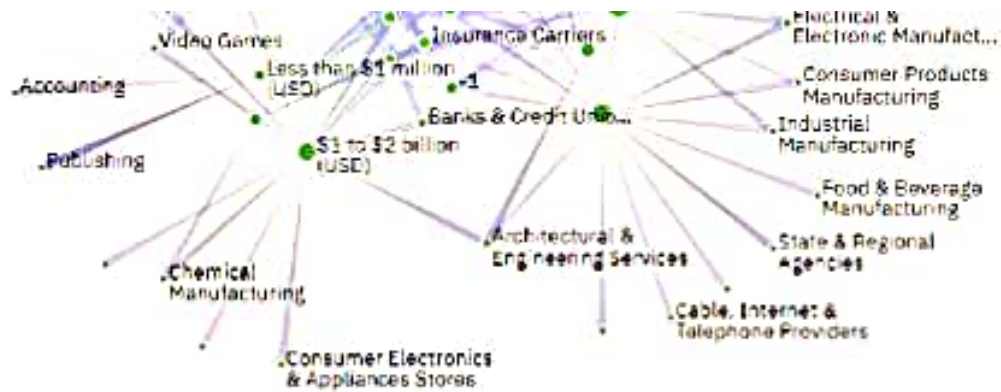 Electrical &
Electronic Manufact...
Video Games
Insurance Carriers
Less than $1 million
(USD)
-1
Consumer Products
Manufacturing
Accounting
Banks & Credit Unio...
Industrial
Manufacturing
$1 to $2 billion
(USD)
Publishing
Food & Beverage
Manufacturing
Architectural &
Engineering Services
State & Regional
Agencies
Chemical
Manufacturing
Cable, Internet &
Telephone Providers
Consumer Electronics
& Appliances Stores